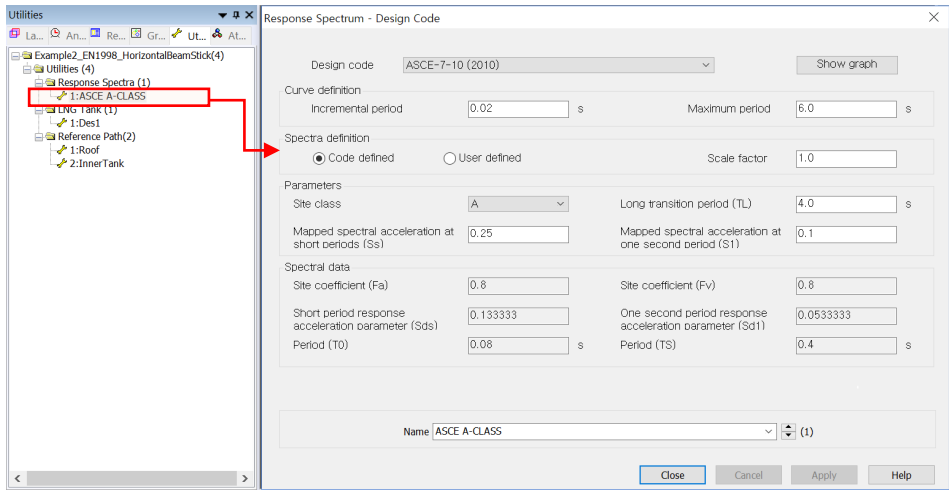 Utilities
La... An... Re... Gr... Ut... At...
Example2_EN1998_HorizontalBeamStick(4)
Utilities (4)
Response Spectra (1)
1:ASCE A-CLASS
LNG Tank (1)
1:Des1
Reference Path(2)
1:Roof
2:InnerTank
Response Spectrum - Design Code
Design code ASCE-7-10 (2010) Show graph
Curve definition
Incremental period 0.02 s Maximum period 6.0 s
Spectra definition
Code defined User defined Scale factor 1.0
Parameters
Site class A Long transition period (TL) 4.0 s
Mapped spectral acceleration at short periods (Ss) 0.25 Mapped spectral acceleration at one second period (S1) 0.1
Spectral data
Site coefficient (Fa) 0.8 Site coefficient (Fv) 0.8
Short period response acceleration parameter (Sds) 0.133333 One second period response acceleration parameter (Sd1) 0.0533333
Period (T0) 0.08 s Period (TS) 0.4 s
Name ASCE A-CLASS (1)
Close Cancel Apply Help